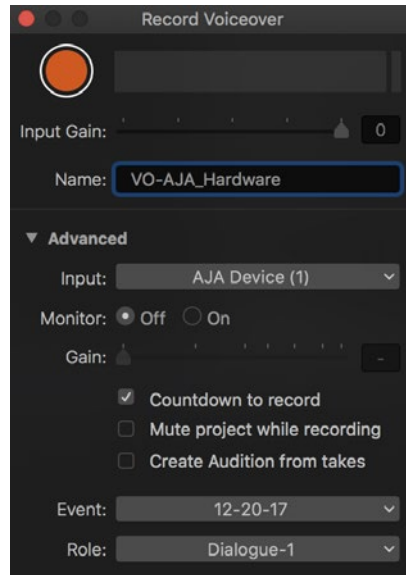 Record Voiceover
Input Gain: 0
Name: VO-AJA_Hardware
Advanced
Input: AJA Device (1)
Monitor: Off On
Gain: -
Countdown to record
Mute project while recording
Create Audition from takes
Event: 12-20-17
Role: Dialogue-1